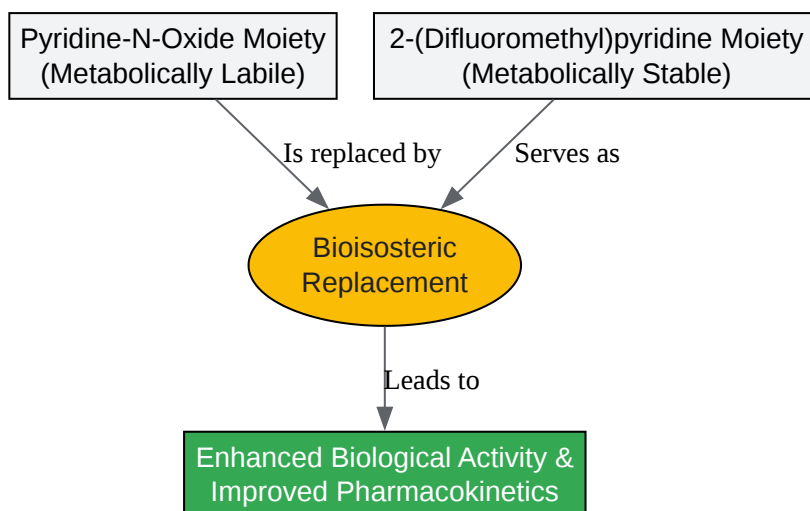 Pyridine-N-Oxide Moiety
(Metabolically Labile)
2-(Difluoromethyl)pyridine Moiety
(Metabolically Stable)
Is replaced by
Serves as
Bioisosteric
Replacement
Leads to
Enhanced Biological Activity &
Improved Pharmacokinetics